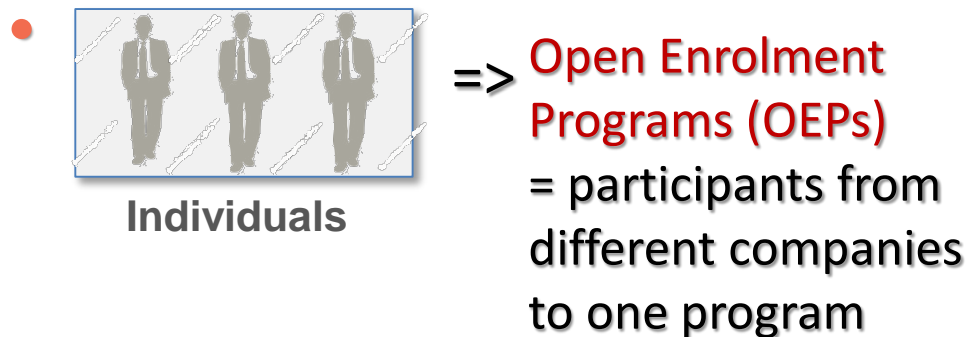 Individuals
=> Open Enrolment
Programs (OEPs)
= participants from
different companies
to one program